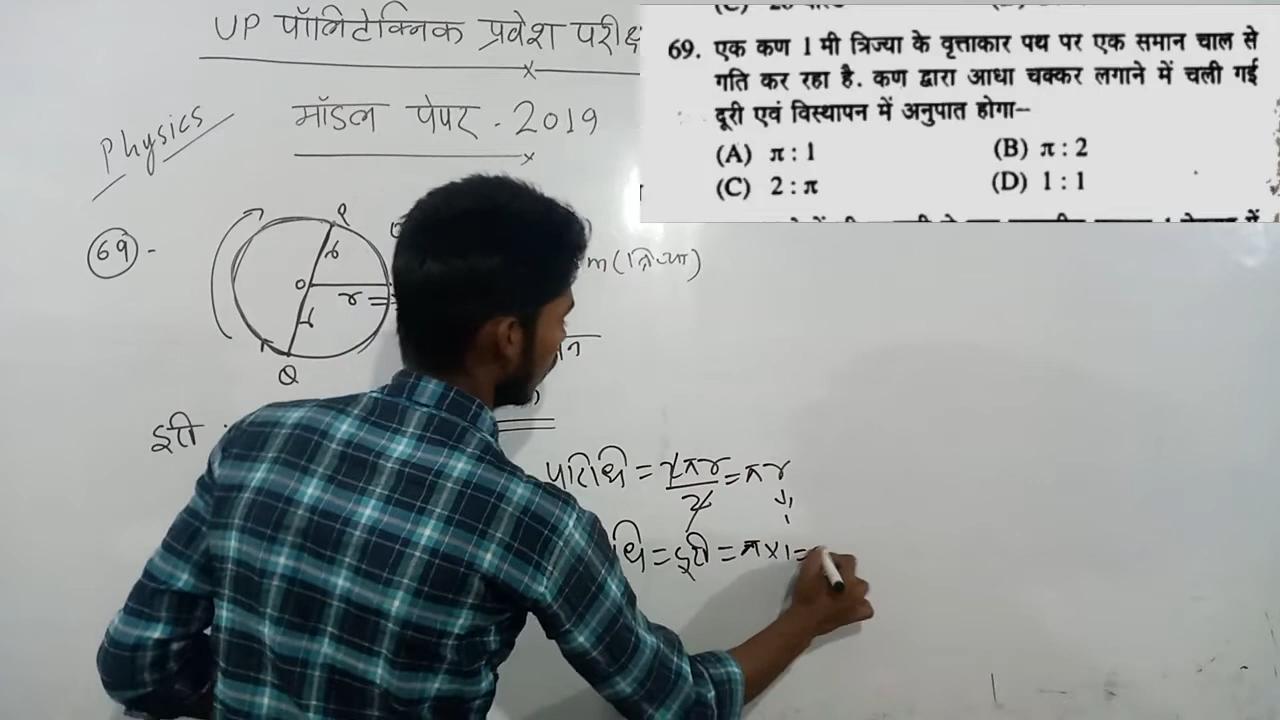 UP पॉलिटेक्निक प्रवेश परीक्ष
मॉडल पेपर - 2019
Physics
69. एक कण 1 मी त्रिज्या के वृत्ताकार पथ पर एक समान चाल से
गति कर रहा है. कण द्वारा आधा चक्कर लगाने में चली गई
दूरी एवं विस्थापन में अनुपात होगा–
(A) π : 1
(B) π : 2
(C) 2 : π
(D) 1 : 1
69 -
r
O
r =
r
Q
m (त्रिज्या)
दूरी
परिधि = 2πr/2 = πr
1
धि = दूरी = π×1 =